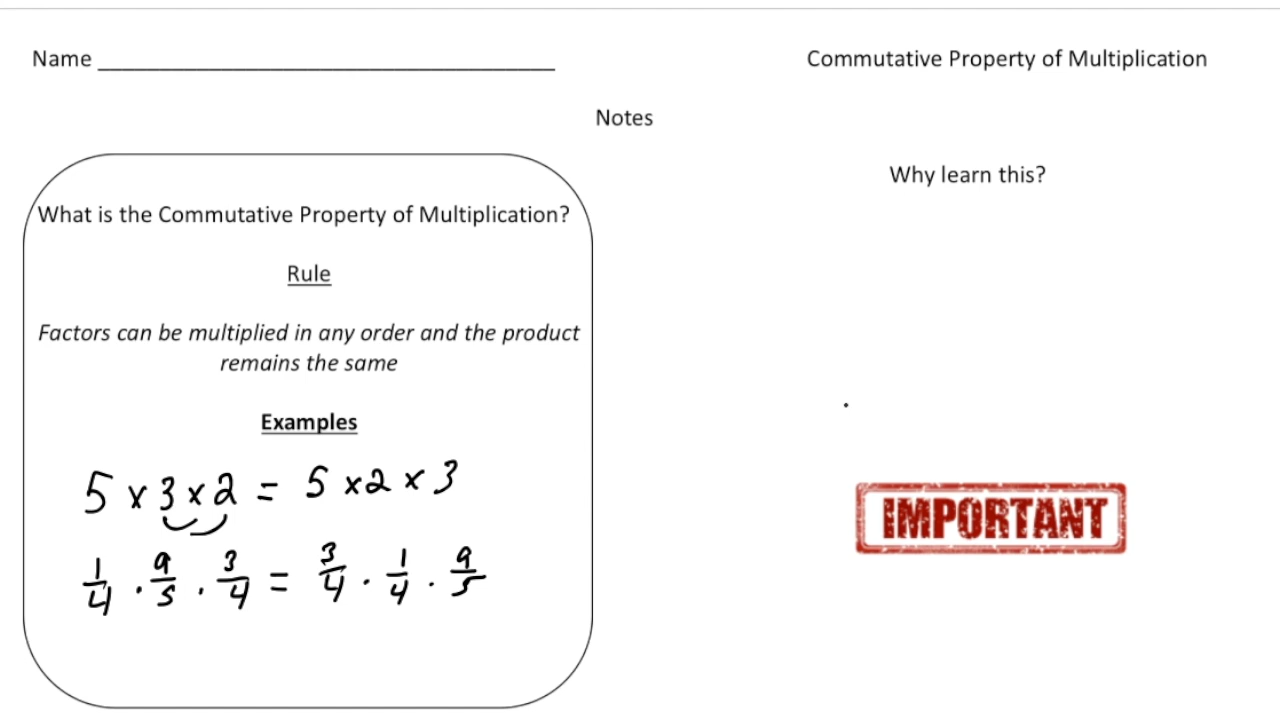 Name
Commutative Property of Multiplication
Notes
Why learn this?
What is the Commutative Property of Multiplication?
Rule
Factors can be multiplied in any order and the product
remains the same
Examples
5 x 3 x 2 = 5 x 2 x 3
1/4 · 9/5 · 3/4 = 3/4 · 1/4 · 9/5
IMPORTANT